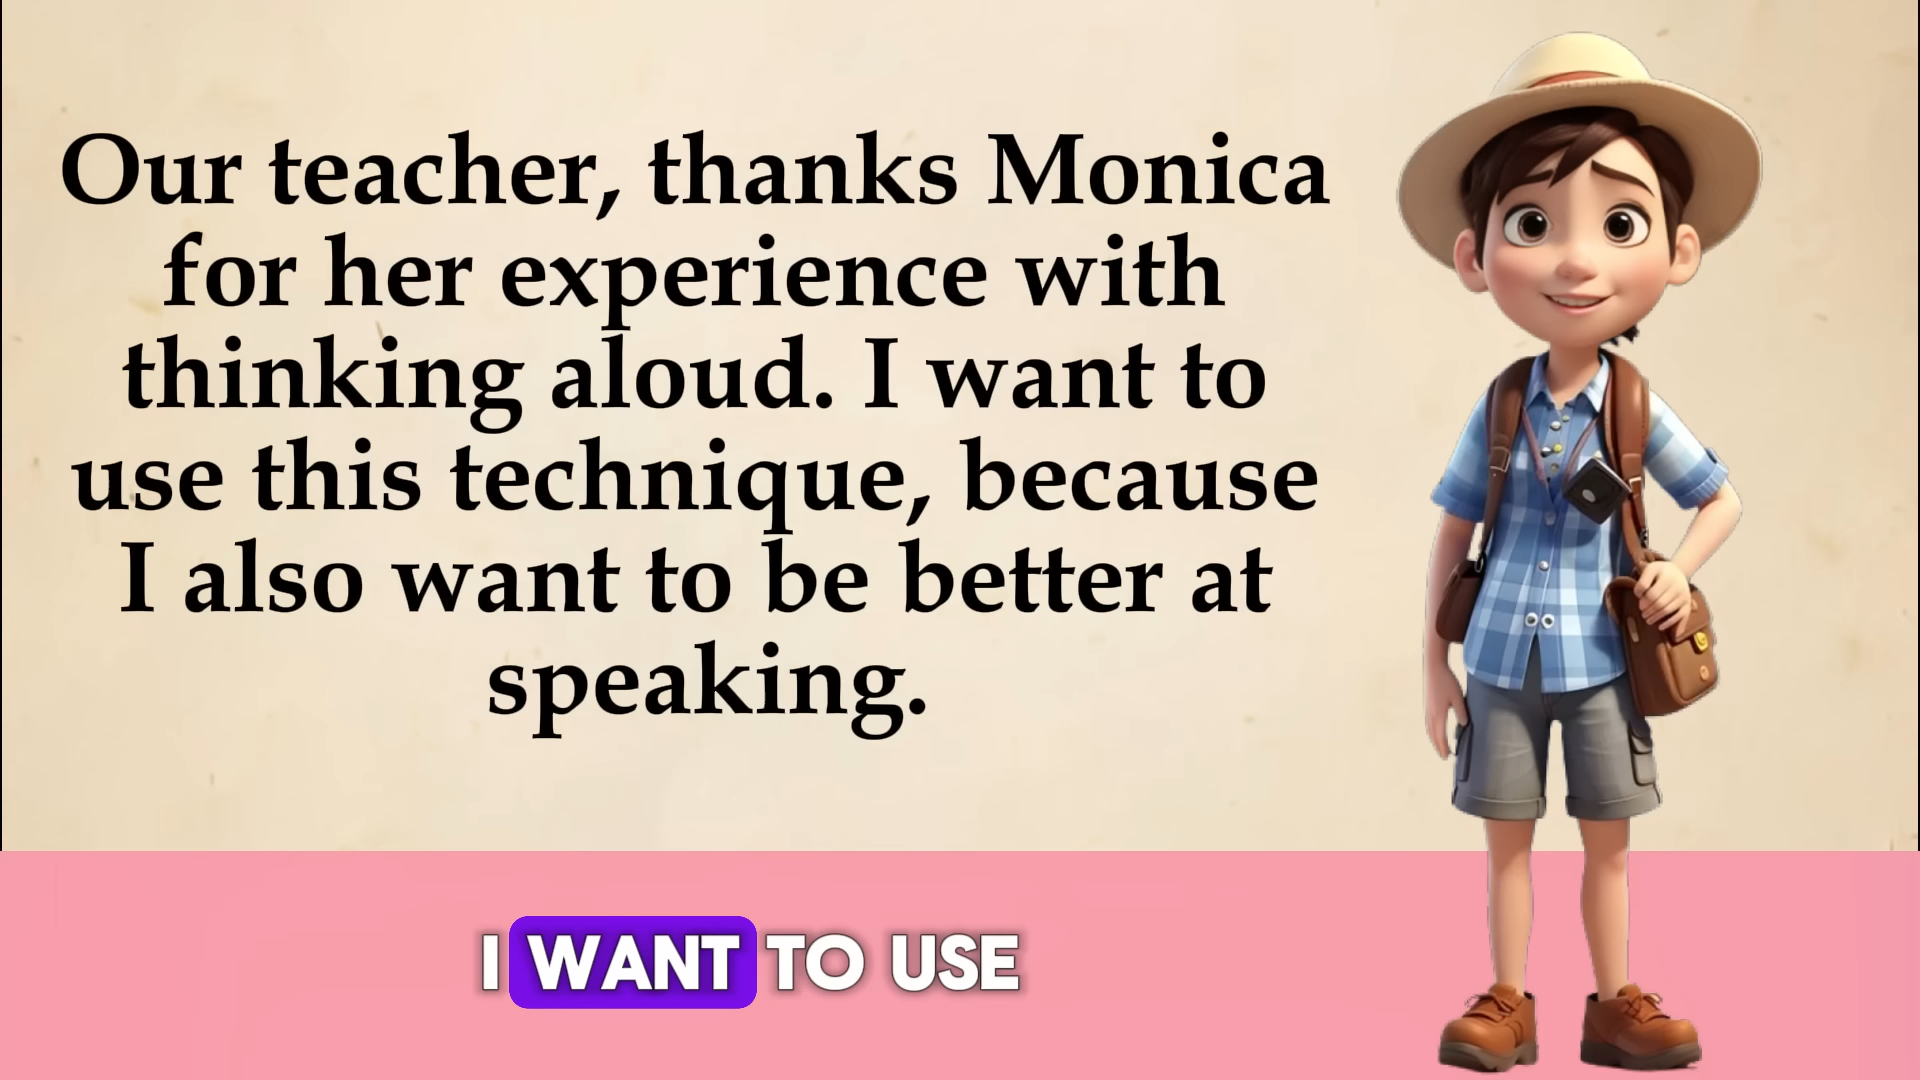 Our teacher, thanks Monica
for her experience with
thinking aloud. I want to
use this technique, because
I also want to be better at
speaking.
I WANT TO USE